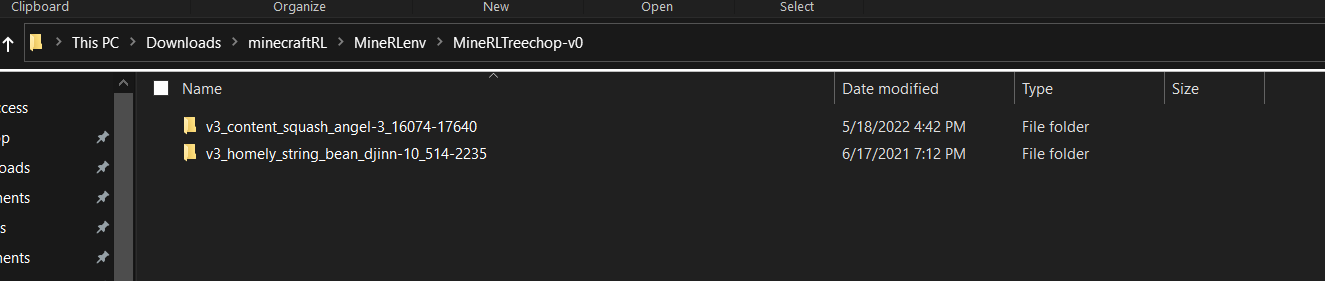 Clipboard Organize New Open Select
This PC Downloads minecraftRL MineRLenv MineRLTreechop-v0
Name Date modified Type Size
v3_content_squash_angel-3_16074-17640 5/18/2022 4:42 PM File folder
v3_homely_string_bean_djinn-10_514-2235 6/17/2021 7:12 PM File folder
cess
op
loads
ments
s
ments